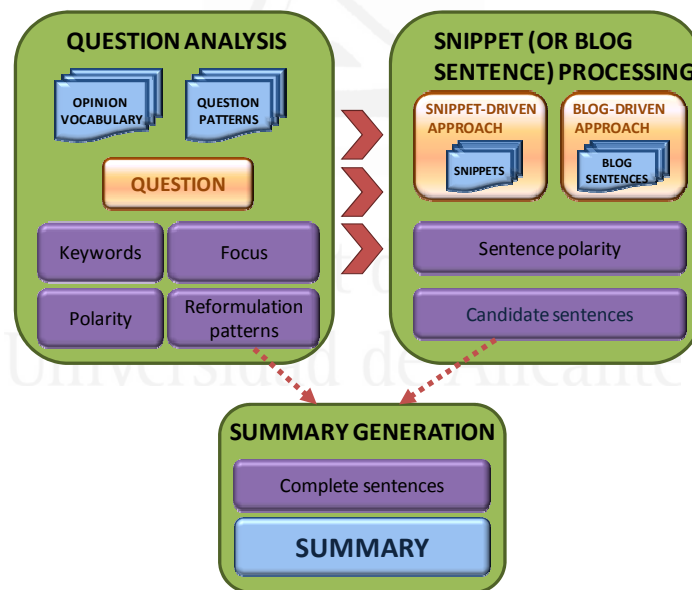 QUESTION ANALYSIS
OPINION
VOCABULARY
QUESTION
PATTERNS
QUESTION
Keywords
Focus
Polarity
Reformulation
patterns
SNIPPET (OR BLOG
SENTENCE) PROCESSING
SNIPPET-DRIVEN
APPROACH
SNIPPETS
BLOG-DRIVEN
APPROACH
BLOG
SENTENCES
Sentence polarity
Candidate sentences
SUMMARY GENERATION
Complete sentences
SUMMARY